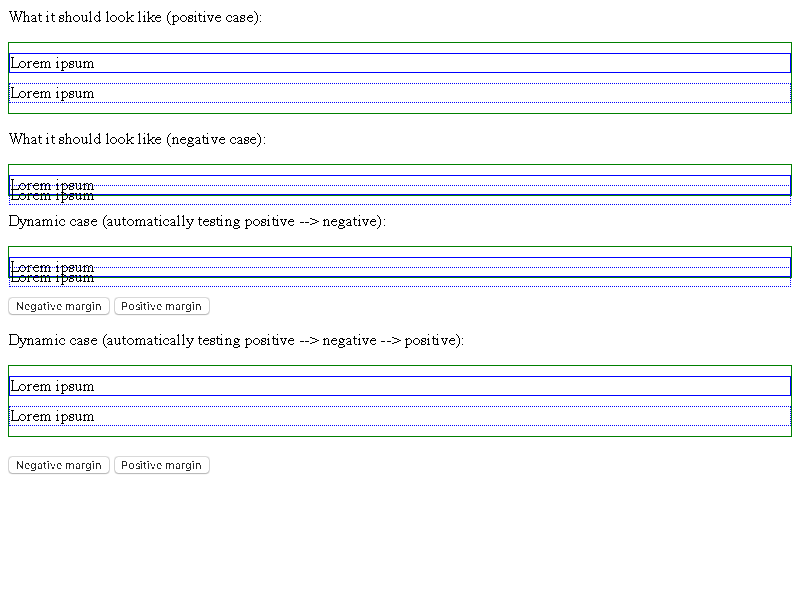 What it should look like (positive case):
Lorem ipsum
Lorem ipsum
What it should look like (negative case):
Lorem ipsum
Lorem ipsum
Dynamic case (automatically testing positive --> negative):
Lorem ipsum
Lorem ipsum
Negative margin Positive margin
Dynamic case (automatically testing positive --> negative --> positive):
Lorem ipsum
Lorem ipsum
Negative margin Positive margin